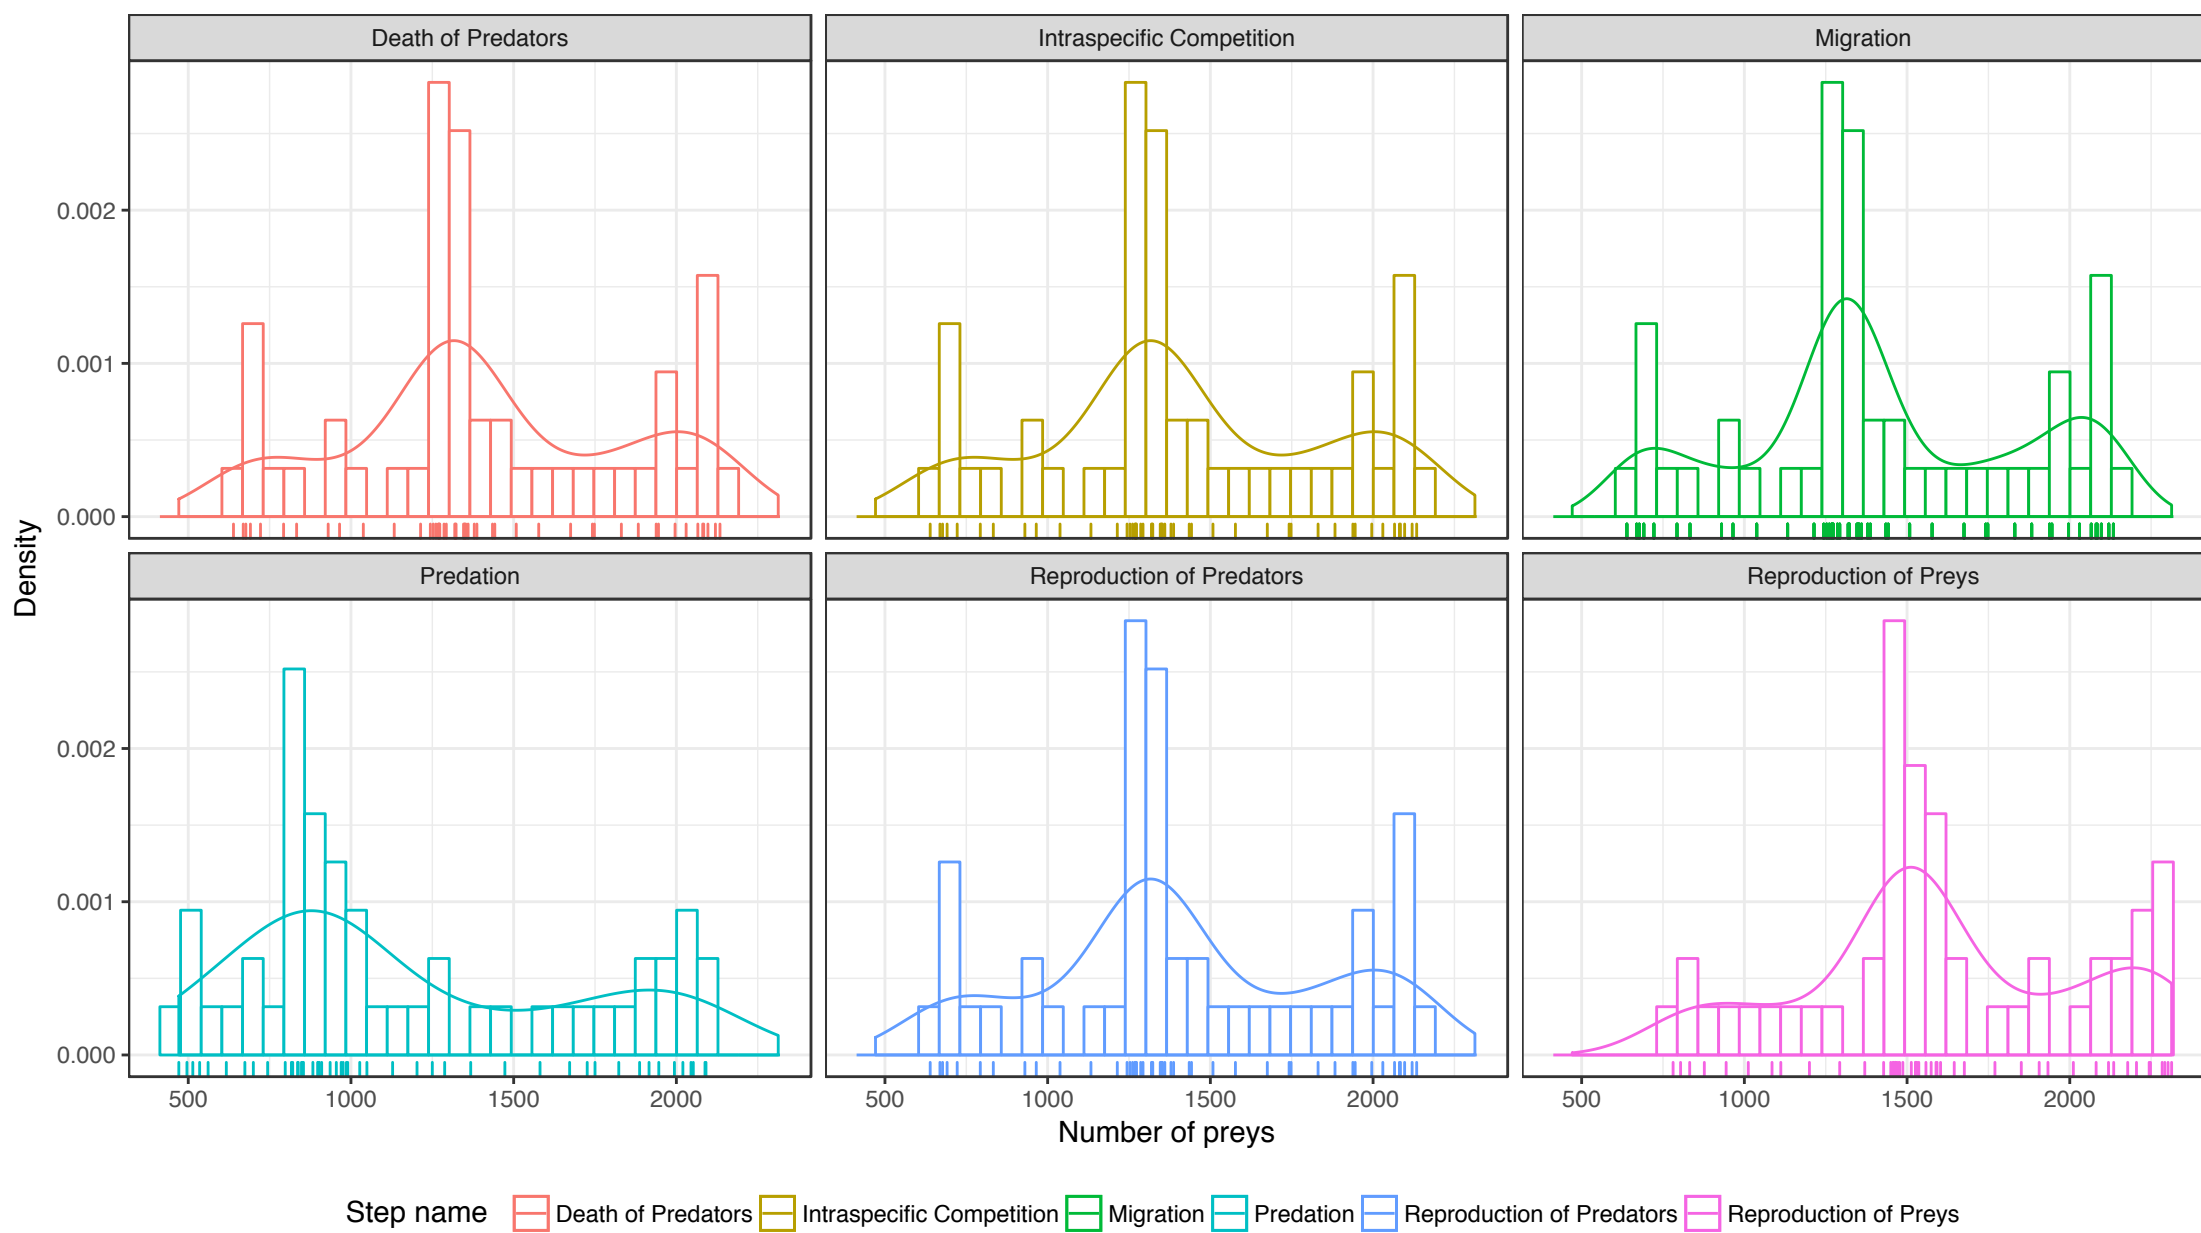 Death of Predators
Intraspecific Competition
Migration
0.002
0.001
0.000
Density
Predation
Reproduction of Predators
Reproduction of Preys
0.002
0.001
0.000
500 1000 1500 2000
500 1000 1500 2000
500 1000 1500 2000
Number of preys
Step name Death of Predators Intraspecific Competition Migration Predation Reproduction of Predators Reproduction of Preys